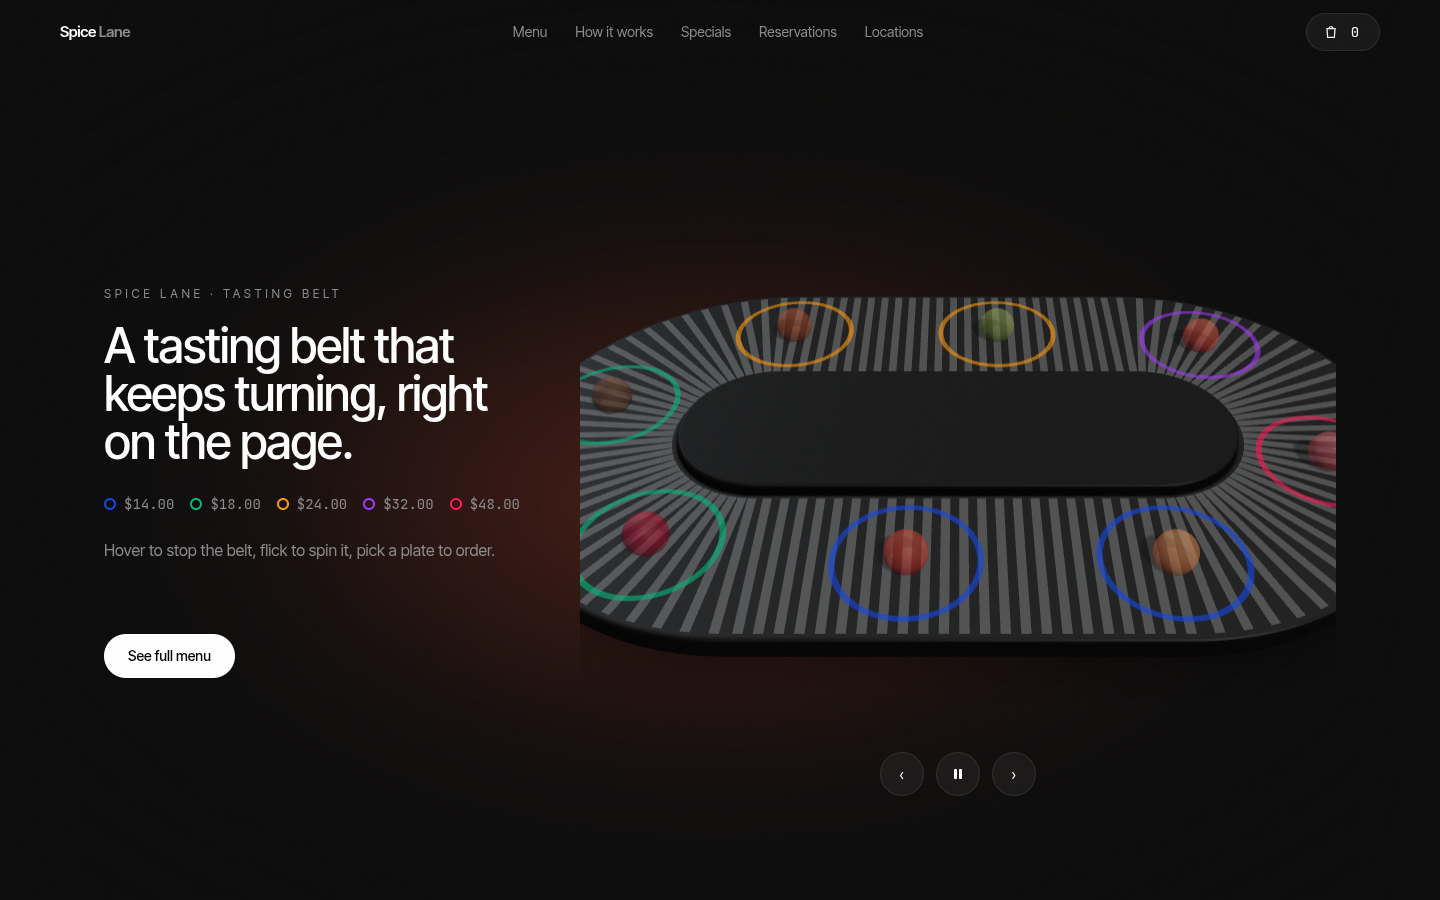 Spice Lane
Menu
How it works
Specials
Reservations
Locations
0
SPICE LANE · TASTING BELT
A tasting belt that
keeps turning, right
on the page.
$14.00 $18.00 $24.00 $32.00 $48.00
Hover to stop the belt, flick to spin it, pick a plate to order.
See full menu